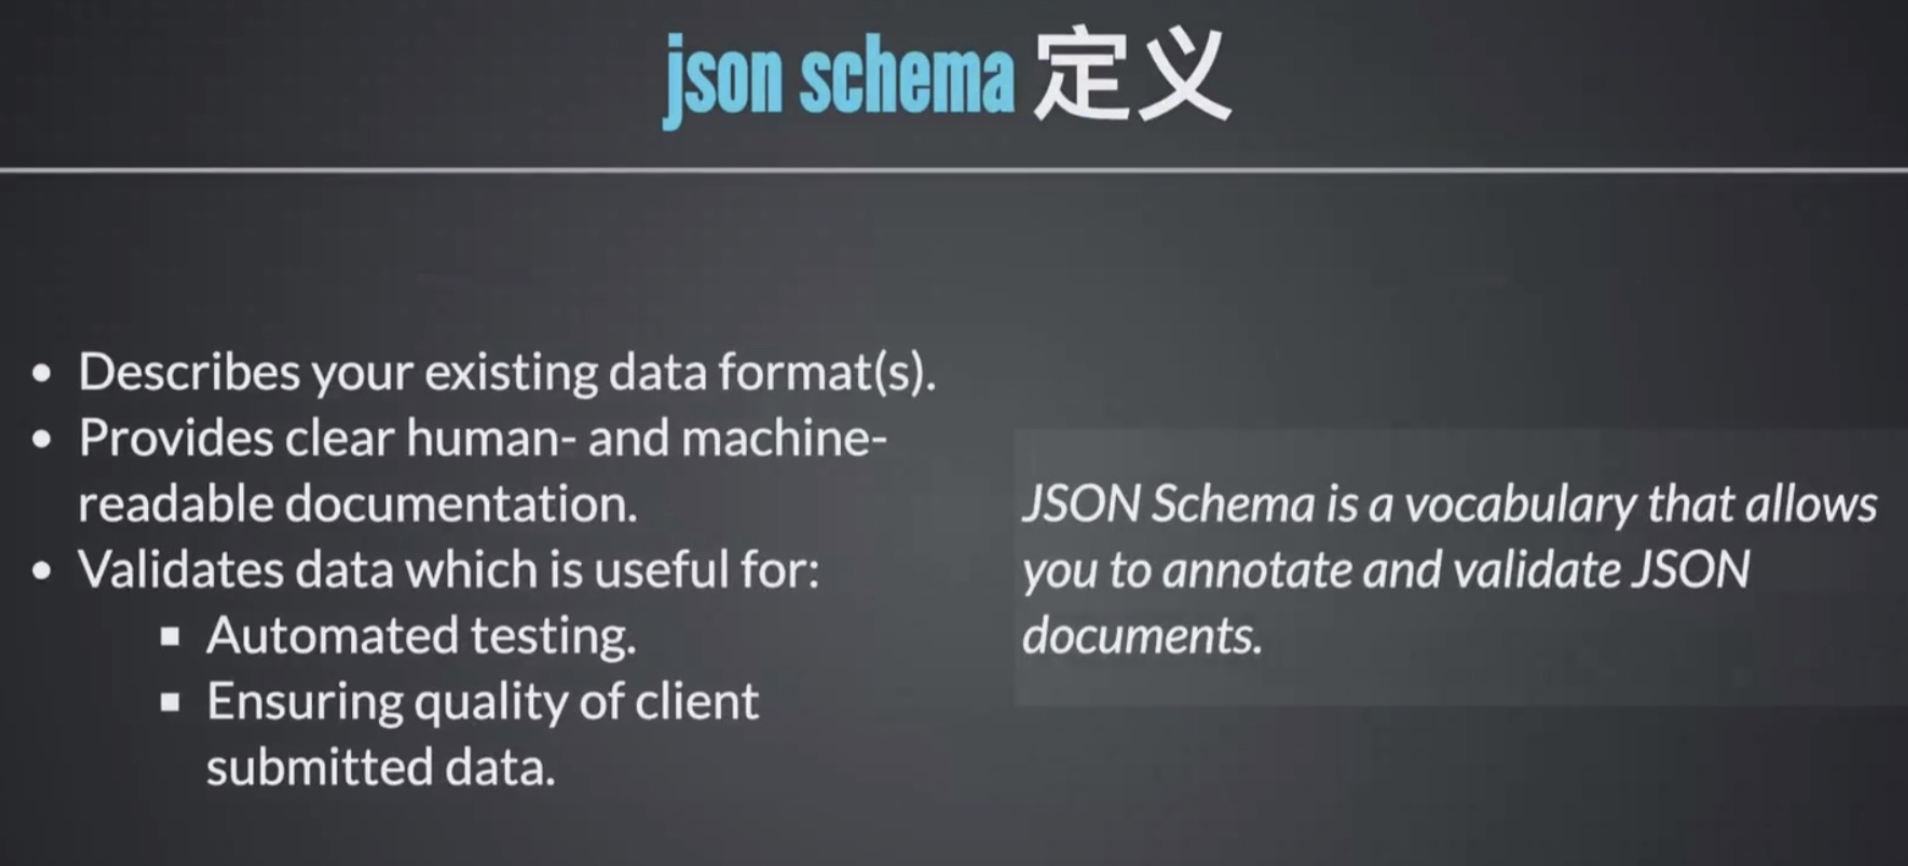 json schema 定义
Describes your existing data format(s).
Provides clear human- and machine-
readable documentation.
Validates data which is useful for:
Automated testing.
Ensuring quality of client
submitted data.
JSON Schema is a vocabulary that allows
you to annotate and validate JSON
documents.